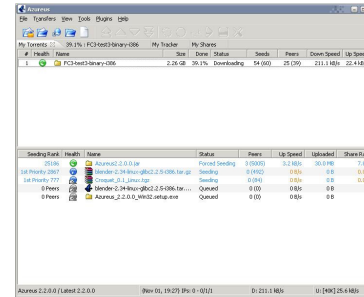 Azureus
File Transfers View Tools Plugins Help
My Torrents 39.1% : FC3-test3-binary-i386 My Tracker My Shares
# Health Name Size Done Status Seeds Peers Down Speed Up Spee
1 FC3-test3-binary-i386 2.26 GB 39.1% Downloading 54 (60) 25 (39) 211.1 kB/s 22.4 kB
Seeding Rank Health Name Status Peers Up Speed Uploaded Share Ra
25186 Azureus2.2.0.0.jar Forced Seeding 3 (5005) 3.2 kB/s 30.8 MB
1st Priority 2867 blender-2.34-linux-glibc2.2.5-i386.tar.gz Seeding 0 (492) 0 B/s 0 B
1st Priority 777 Croquet_0.1_Linux.tgz Seeding 0 (84) 0 B/s 0 B
0 Peers blender-2.34-linux-glibc2.2.5-i386.tar.... Queued 0 (0) 0 B/s 0 B
0 Peers Azureus_2.2.0.0_Win32.setup.exe Queued 0 (0) 0 B/s 0 B
Azureus 2.2.0.0 / Latest 2.2.0.0 {Nov 01, 19:27} IPs: 0 - 0/1/1 D: 211.1 kB/s U: [40K] 25.6 kB/s